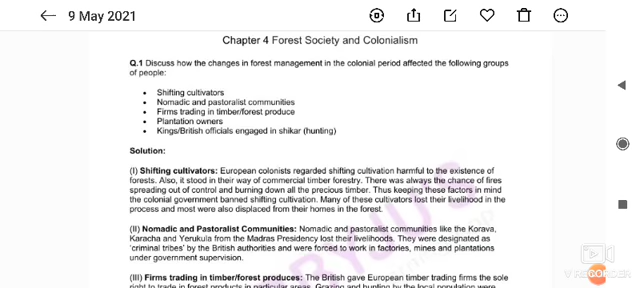 9 May 2021
Chapter 4 Forest Society and Colonialism
Q.1 Discuss how the changes in forest management in the colonial period affected the following groups
of people:
• Shifting cultivators
• Nomadic and pastoralist communities
• Firms trading in timber/forest produce
• Plantation owners
• Kings/British officials engaged in shikar (hunting)
Solution:
(I) Shifting cultivators: European colonists regarded shifting cultivation harmful to the existence of
forests. Also, it stood in their way of commercial timber forestry. There was always the chance of fires
spreading out of control and burning down all the precious timber. Thus keeping these factors in mind
the colonial government banned shifting cultivation. Many of these cultivators lost their livelihood in the
process and most were also displaced from their homes in the forest.
(II) Nomadic and Pastoralist Communities: Nomadic and pastoralist communities like the Korava,
Karacha and Yerukula from the Madras Presidency lost their livelihoods. They were designated as
'criminal tribes' by the British authorities and were forced to work in factories, mines and plantations
under government supervision.
(III) Firms trading in timber/forest produces: The British gave European timber trading firms the sole
right to trade in forest products in particular areas. Grazing and hunting by the local population were
BYJU'S
V RECORDER